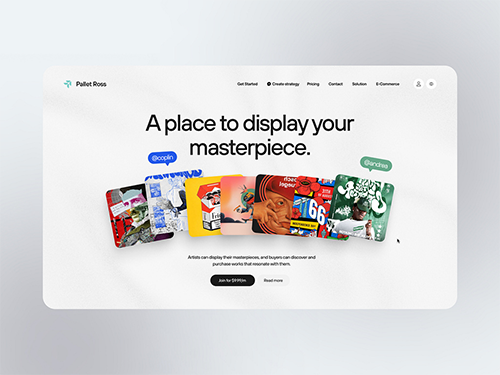 Pallet Ross
Get Started
Create strategy
Pricing
Contact
Solution
E-Commerce
A place to display your
masterpiece.
@coplin
@andrea
66
Artists can display their masterpieces, and buyers can discover and
purchase works that resonate with them.
Join for $9.99/m
Read more